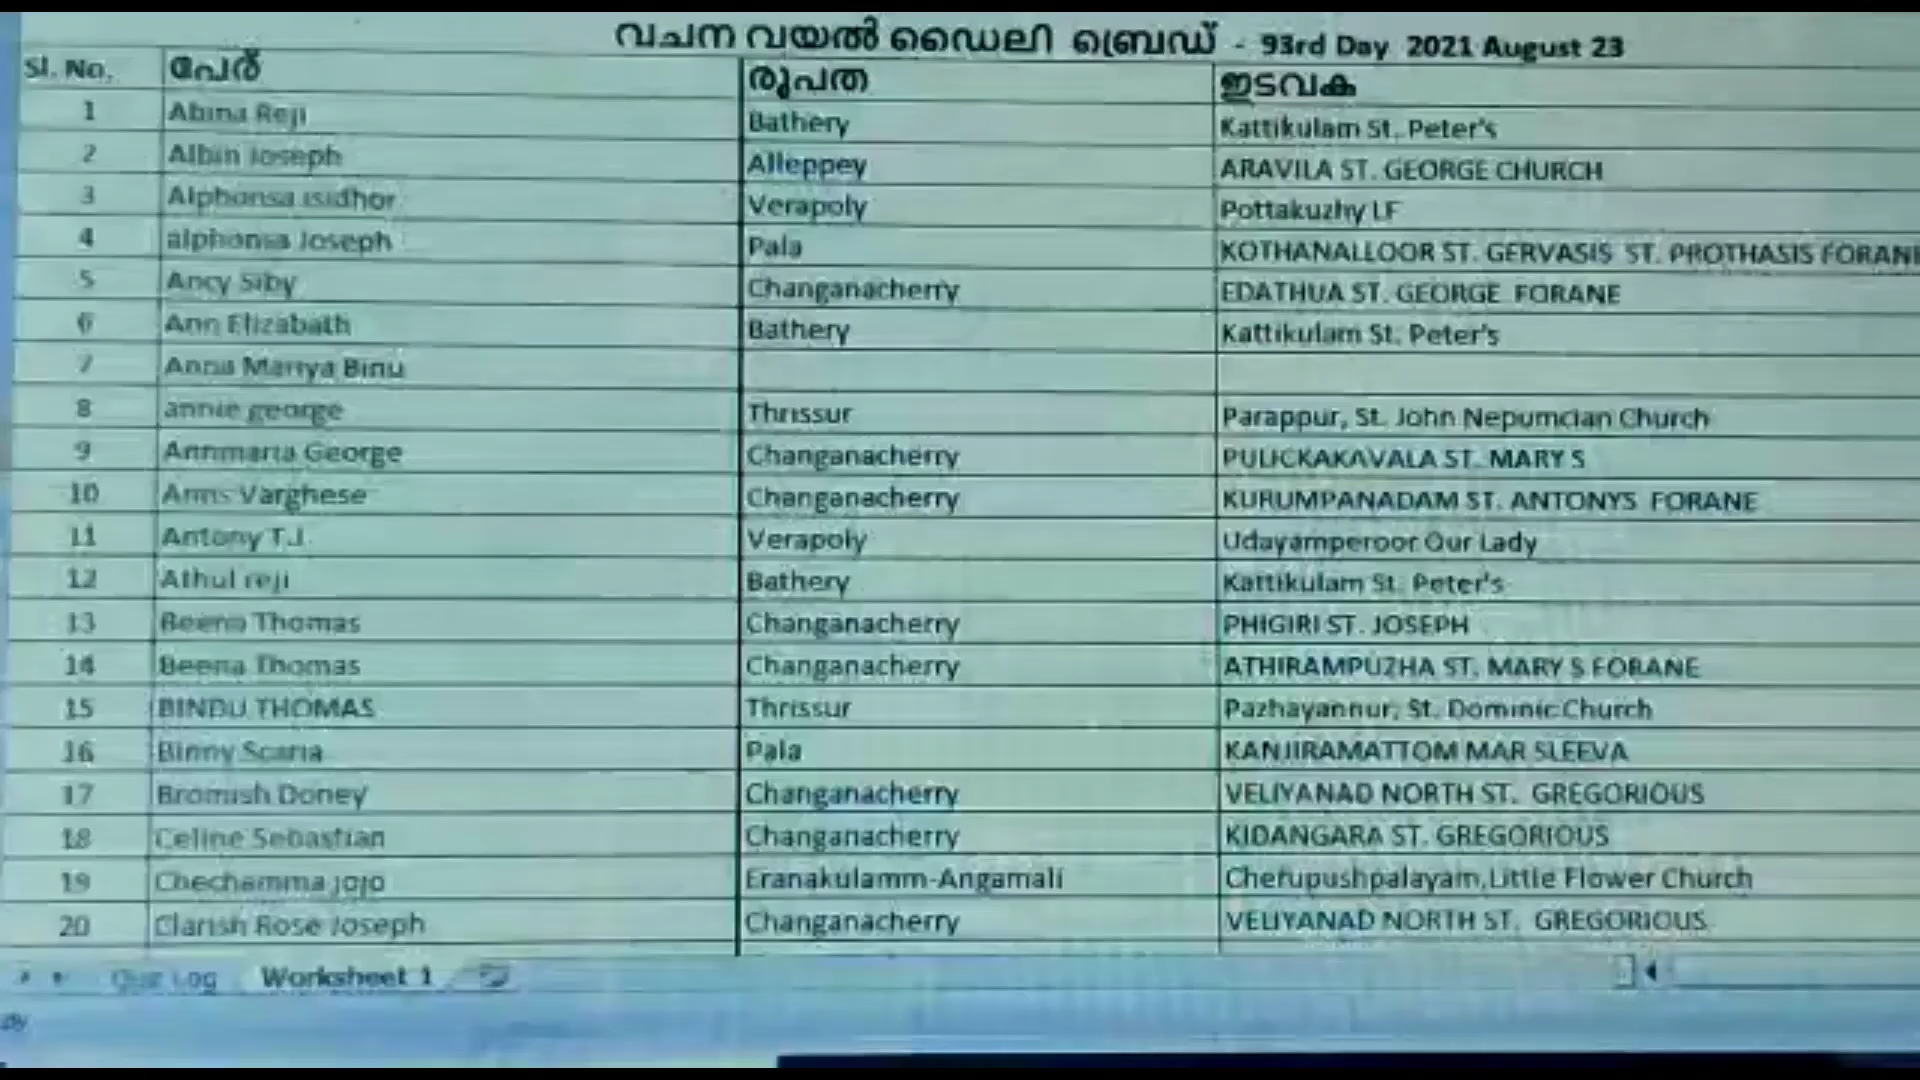 വചന വയൽ ഡൈലി ബ്രെഡ് - 93rd Day 2021 August 23
Sl. No. പേര് രൂപത ഇടവക
1 Abina Reji Bathery Kattikulam St. Peter's
2 Albin Joseph Alleppey ARAVILA ST. GEORGE CHURCH
3 Alphonsa isidhor Verapoly Pottakuzhy LF
4 alphonsa Joseph Pala KOTHANALLOOR ST. GERVASIS ST. PROTHASIS FORANE
5 Ancy Siby Changanacherry EDATHUA ST. GEORGE FORANE
6 Ann Elizabath Bathery Kattikulam St. Peter's
7 Anna Mariya Binu
8 annie george Thrissur Parappur, St. John Nepumcian Church
9 Annmaria George Changanacherry PULICKAKAVALA ST. MARY S
10 Anns Varghese Changanacherry KURUMPANADAM ST. ANTONYS FORANE
11 Antony T.J Verapoly Udayamperoor Our Lady
12 Athul reji Bathery Kattikulam St. Peter's
13 Beena Thomas Changanacherry PHIGIRI ST. JOSEPH
14 Beena Thomas Changanacherry ATHIRAMPUZHA ST. MARY S FORANE
15 BINDU THOMAS Thrissur Pazhayannur, St. Dominic Church
16 Binny Scaria Pala KANJIRAMATTOM MAR SLEEVA
17 Bromish Doney Changanacherry VELIYANAD NORTH ST. GREGORIOUS
18 Celine Sebastian Changanacherry KIDANGARA ST. GREGORIOUS
19 Chechamma jojo Eranakulamm-Angamali Cherupushpalayam,Little Flower Church
20 Clarish Rose Joseph Changanacherry VELIYANAD NORTH ST. GREGORIOUS
Quiz Log Worksheet 1